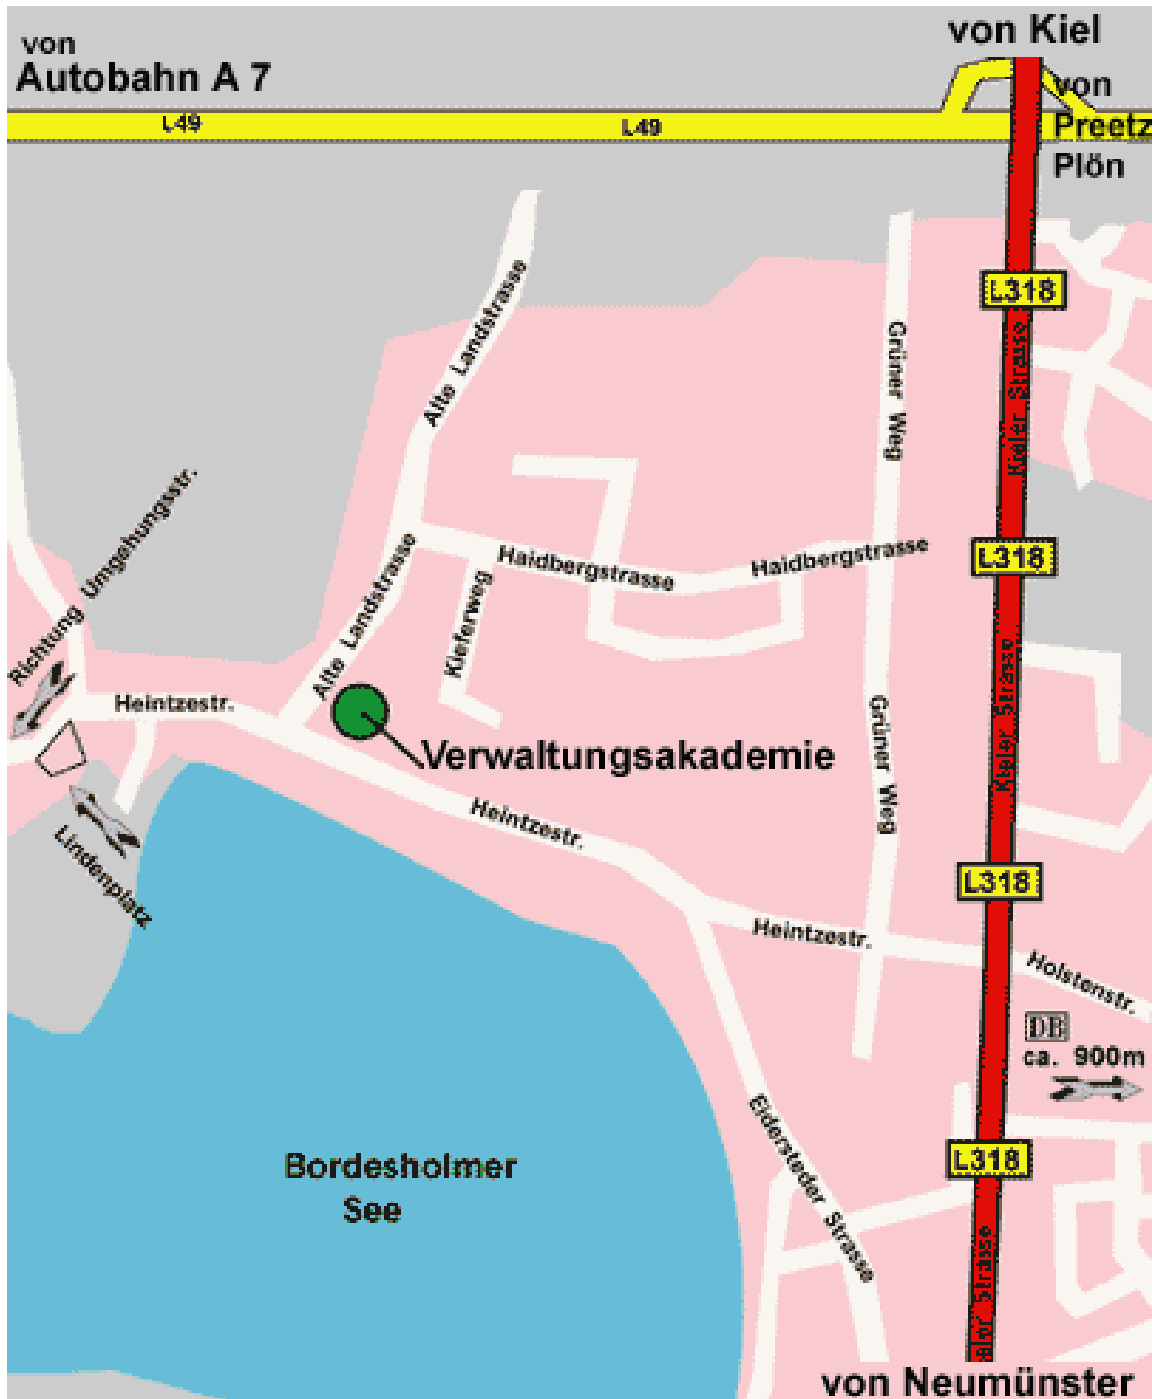 von Kiel
von
Autobahn A 7
von
L49
L49
Preetz
Plön
L318
Alte Landstrasse
Grüner Weg
Kieler Strasse
Richtung Umgehungsstr.
Haidbergstrasse
Haidbergstrasse
L318
Alte Landstrasse
Kieferweg
Heintzestr.
Verwaltungsakademie
Grüner Weg
Kieler Strasse
Heintzestr.
Lindenplatz
L318
Heintzestr.
Holstenstr.
DB
ca. 900m
Eidersteder Strasse
L318
Bordesholmer
See
eler Strasse
von Neumünster